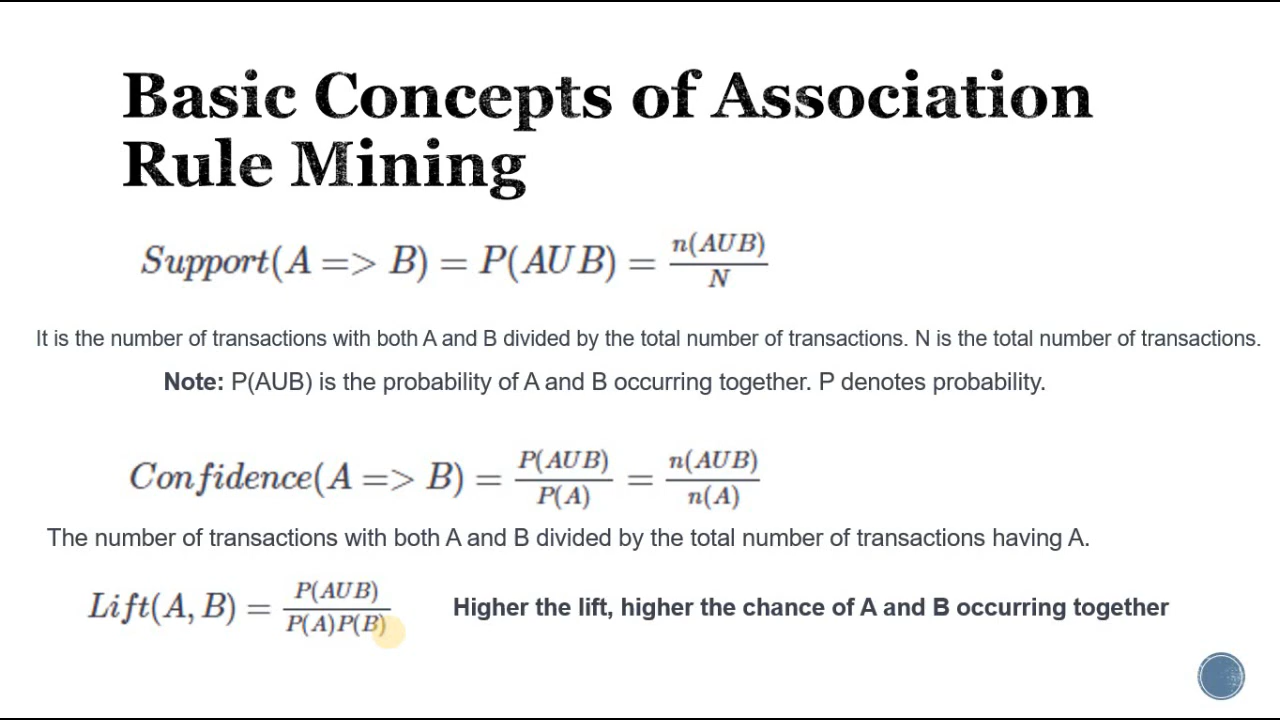 Basic Concepts of Association
Rule Mining
Support(A => B) = P(AUB) = n(AUB) / N
It is the number of transactions with both A and B divided by the total number of transactions. N is the total number of transactions.
Note: P(AUB) is the probability of A and B occurring together. P denotes probability.
Confidence(A => B) = P(AUB) / P(A) = n(AUB) / n(A)
The number of transactions with both A and B divided by the total number of transactions having A.
Lift(A, B) = P(AUB) / P(A)P(B)
Higher the lift, higher the chance of A and B occurring together